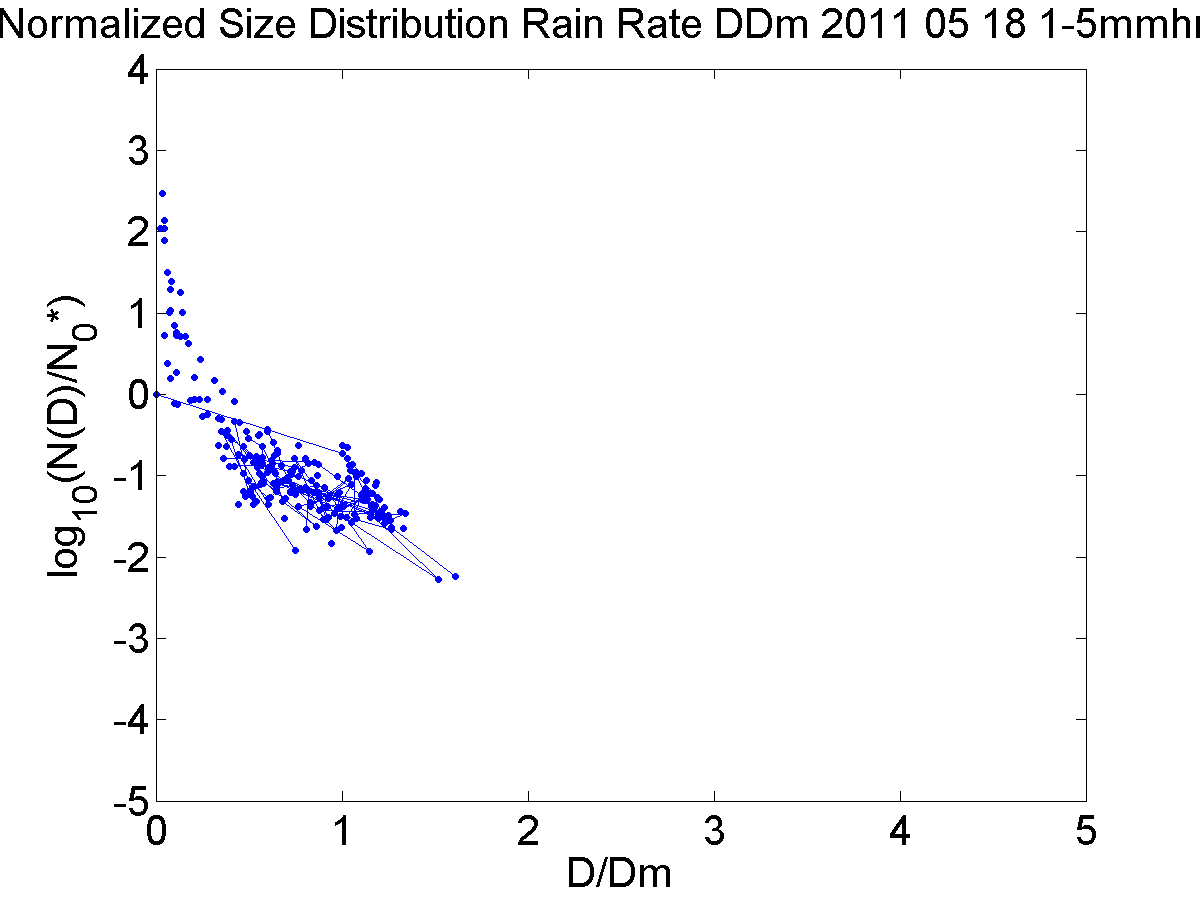 Normalized Size Distribution Rain Rate DDm 2011 05 18 1-5mmhr
4
3
2
1
0
-1
-2
-3
-4
-5
log10(N(D)/N0*)
0 1 2 3 4 5
D/Dm